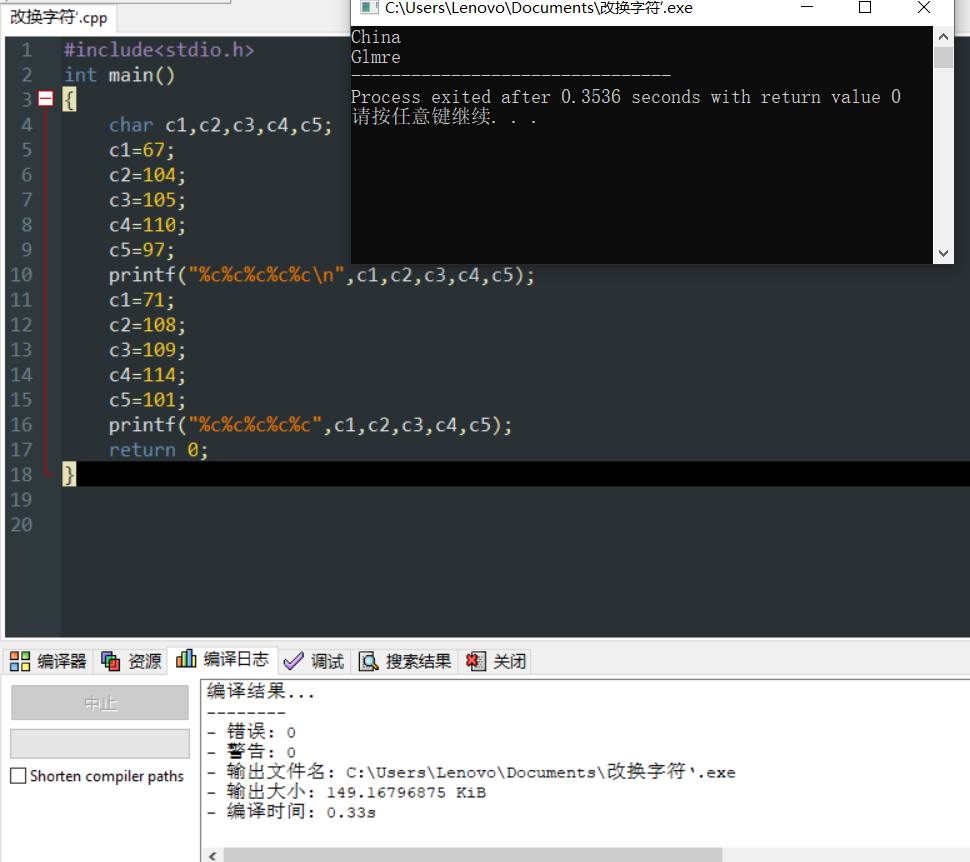 改换字符'.cpp
C:\Users\Lenovo\Documents\改换字符'.exe
China
Glmre
--------------------------------
Process exited after 0.3536 seconds with return value 0
请按任意键继续. . .
1 #include<stdio.h>
2 int main()
3 {
4 char c1,c2,c3,c4,c5;
5 c1=67;
6 c2=104;
7 c3=105;
8 c4=110;
9 c5=97;
10 printf("%c%c%c%c%c\n",c1,c2,c3,c4,c5);
11 c1=71;
12 c2=108;
13 c3=109;
14 c4=114;
15 c5=101;
16 printf("%c%c%c%c%c",c1,c2,c3,c4,c5);
17 return 0;
18 }
19
20
编译器 资源 编译日志 调试 搜索结果 关闭
中止
Shorten compiler paths
编译结果...
--------
- 错误: 0
- 警告: 0
- 输出文件名: C:\Users\Lenovo\Documents\改换字符'.exe
- 输出大小: 149.16796875 KiB
- 编译时间: 0.33s